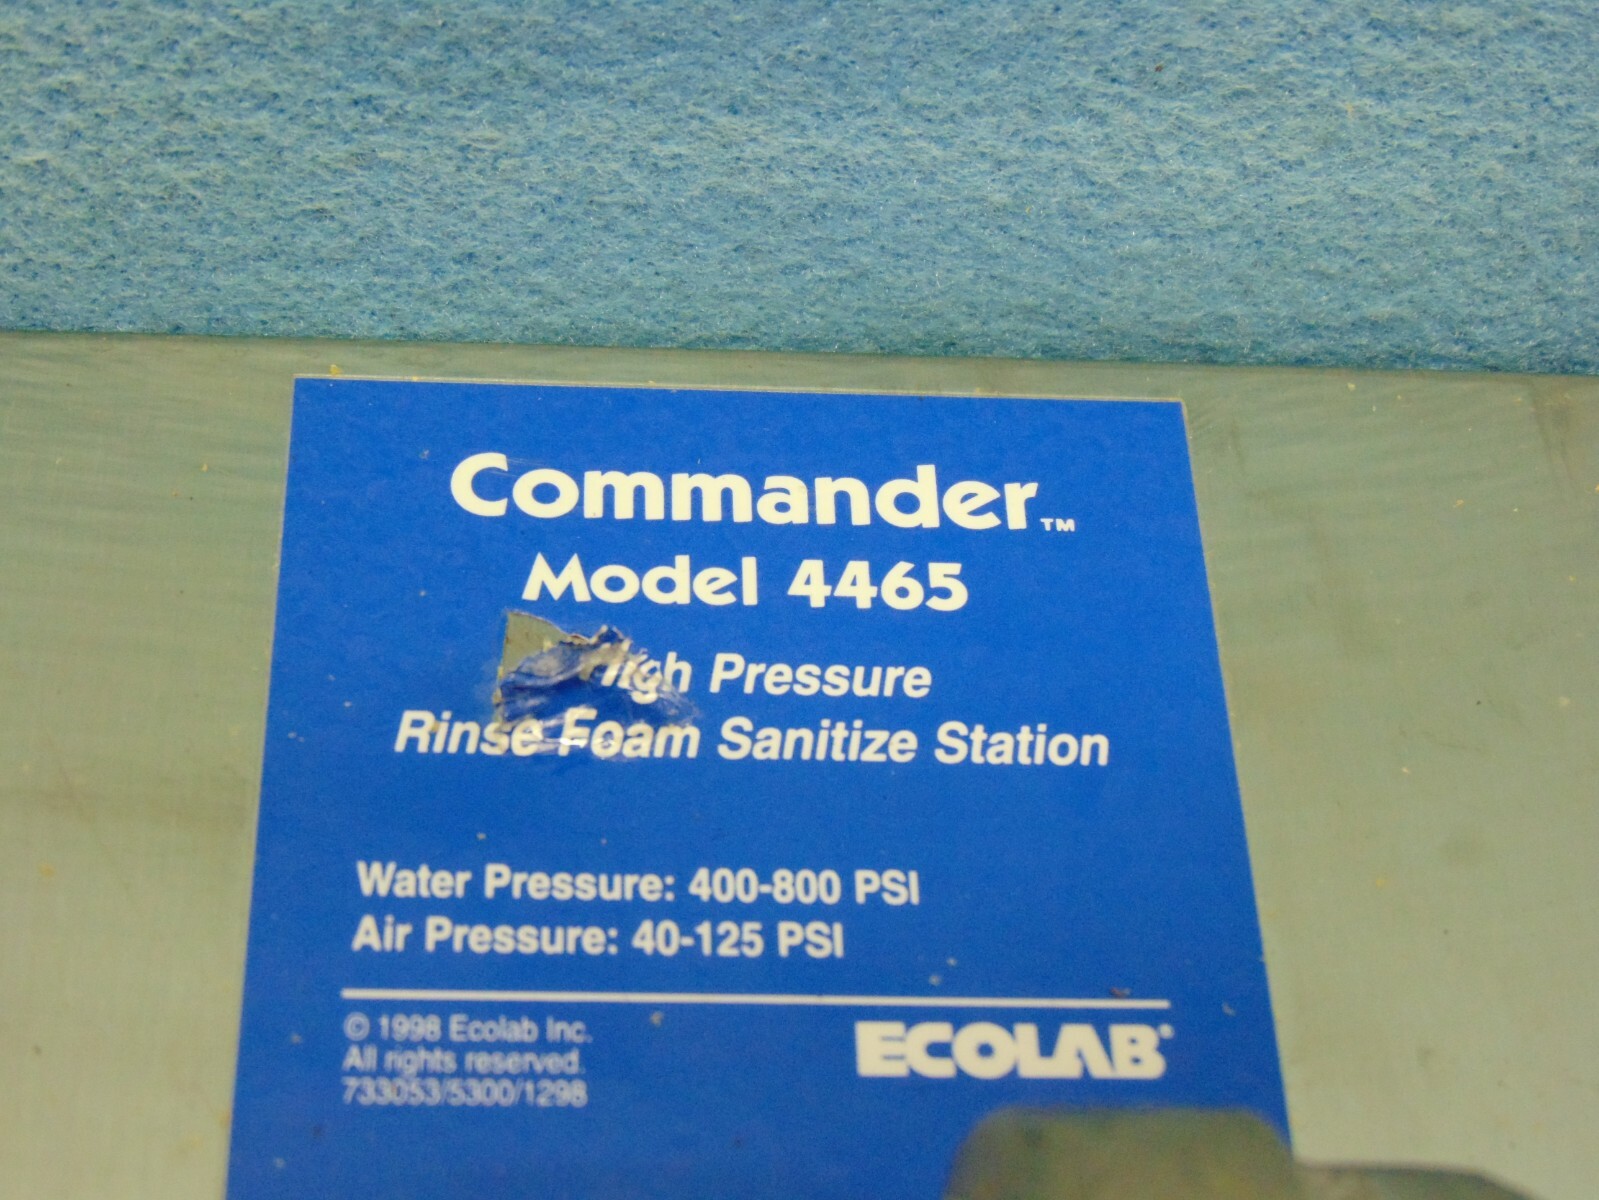 Commander™
Model 4465
High Pressure
Rinse Foam Sanitize Station
Water Pressure: 400-800 PSI
Air Pressure: 40-125 PSI
© 1998 Ecolab Inc.
All rights reserved.
733053/5300/1298
ECOLAB®